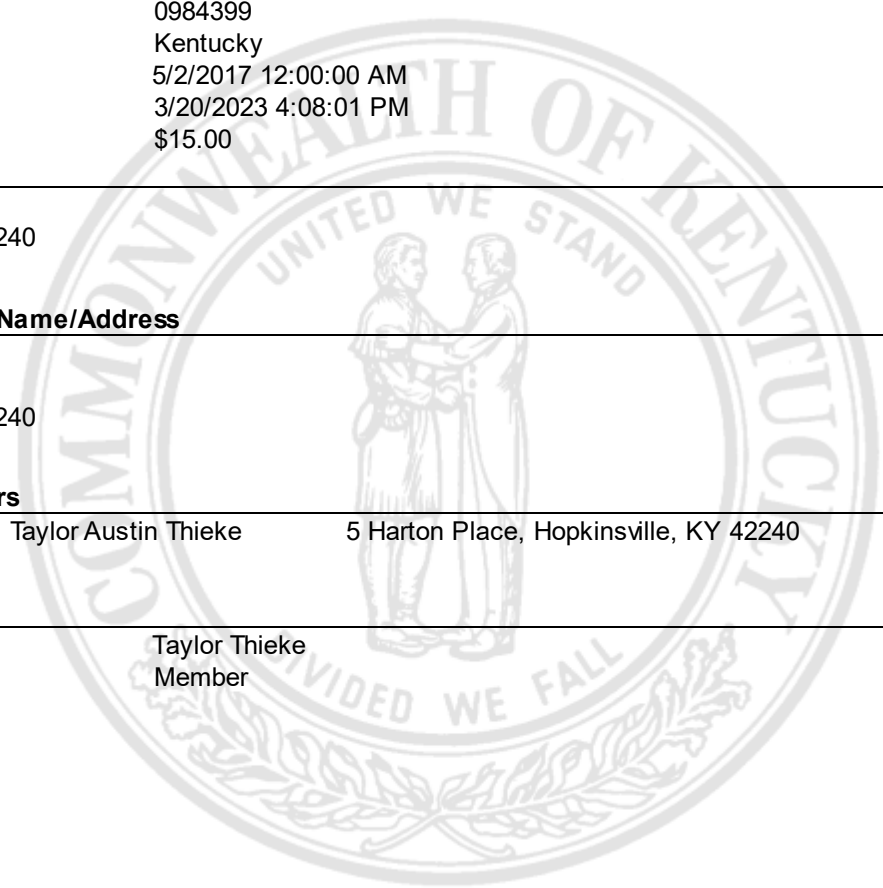 0984399
Kentucky
5/2/2017 12:00:00 AM
3/20/2023 4:08:01 PM
$15.00
240
Name/Address
240
rs
Taylor Austin Thieke 5 Harton Place, Hopkinsville, KY 42240
Taylor Thieke
Member
COMMONWEALTH OF KENTUCKY
UNITED WE STAND
DIVIDED WE FALL